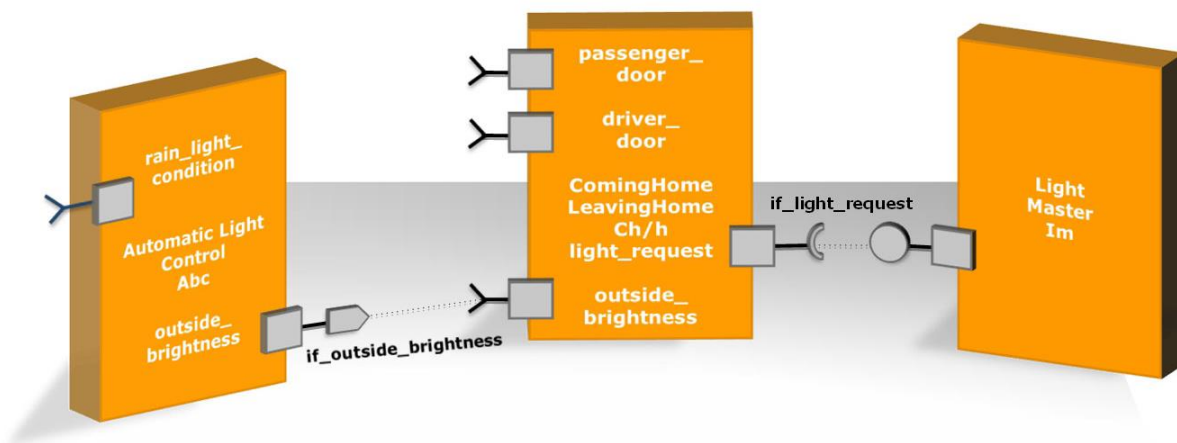 rain_light_
condition
Automatic Light
Control
Abc
outside_
brightness
if_outside_brightness
passenger_
door
driver_
door
ComingHome
LeavingHome
Ch/h
light_request
outside_
brightness
if_light_request
Light
Master
Im